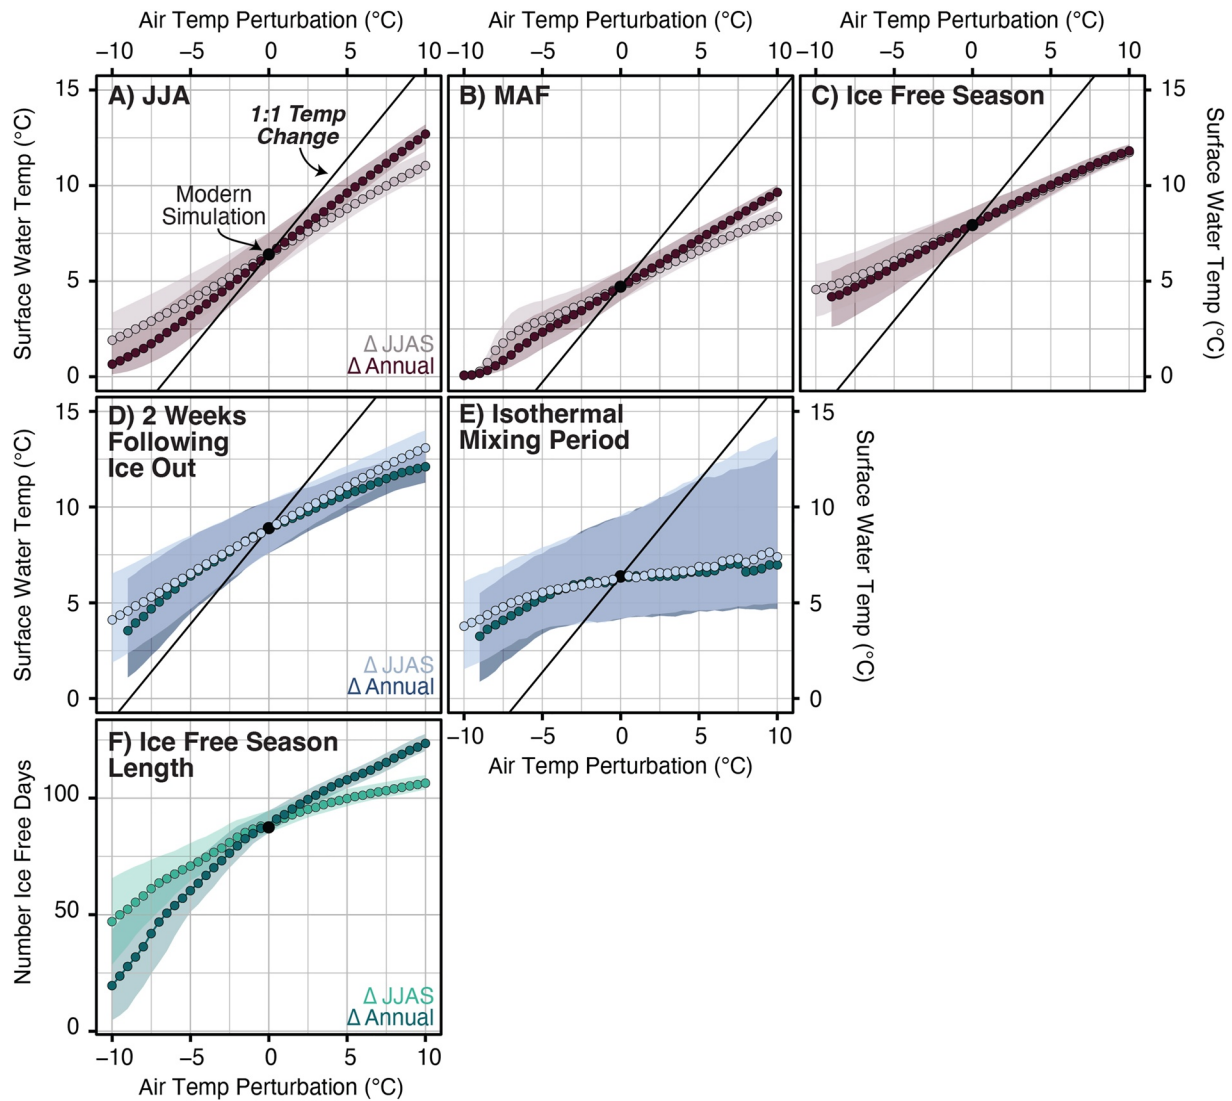 Air Temp Perturbation (°C)
Air Temp Perturbation (°C)
Air Temp Perturbation (°C)
−10 −5 0 5 10
−10 −5 0 5 10
−10 −5 0 5 10
Surface Water Temp (°C)
15
10
5
0
A) JJA
1:1 Temp
Change
Modern
Simulation
Δ JJAS
Δ Annual
B) MAF
C) Ice Free Season
15
10
5
0
Surface Water Temp (°C)
Surface Water Temp (°C)
15
10
5
0
D) 2 Weeks
Following
Ice Out
Δ JJAS
Δ Annual
E) Isothermal
Mixing Period
15
10
5
0
Surface Water Temp (°C)
−10 −5 0 5 10
Air Temp Perturbation (°C)
Number Ice Free Days
100
50
0
F) Ice Free Season
Length
Δ JJAS
Δ Annual
−10 −5 0 5 10
Air Temp Perturbation (°C)